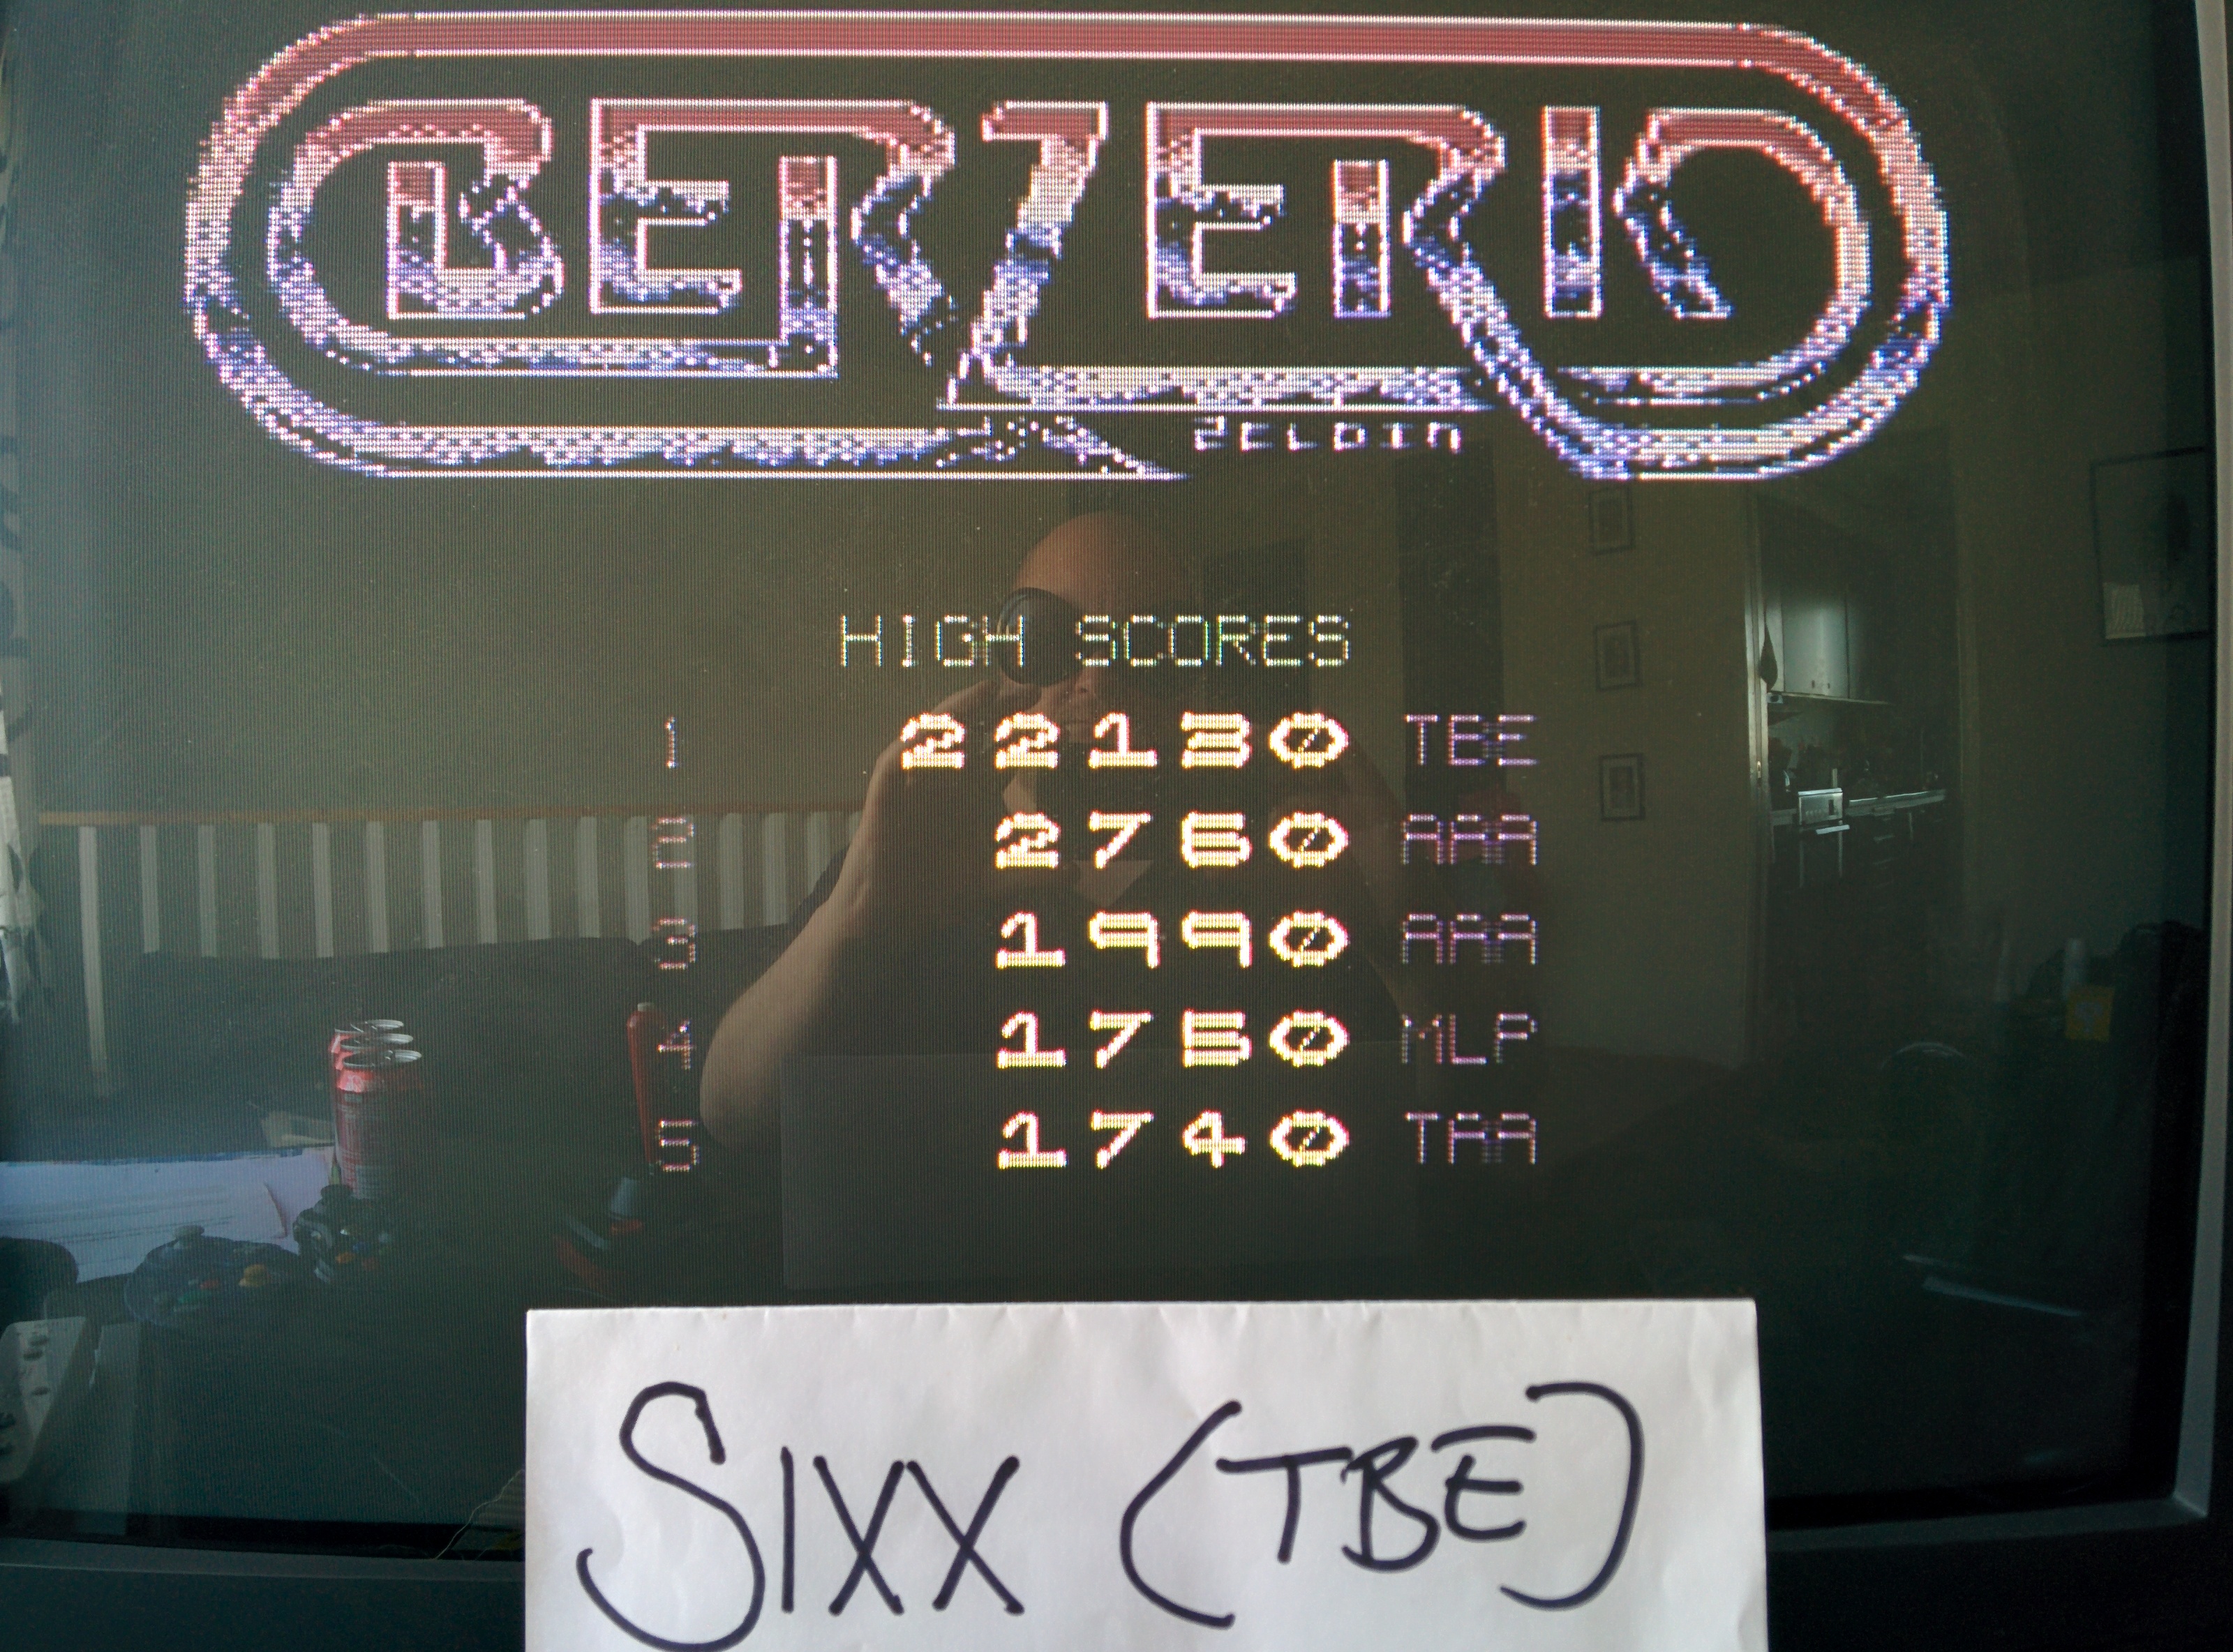 BERZERK
ZELDIN
HIGH SCORES
1 22130 TBE
2 2760 AAA
3 1990 AAA
4 1750 MLP
5 1740 TAA
SIXX (TBE)